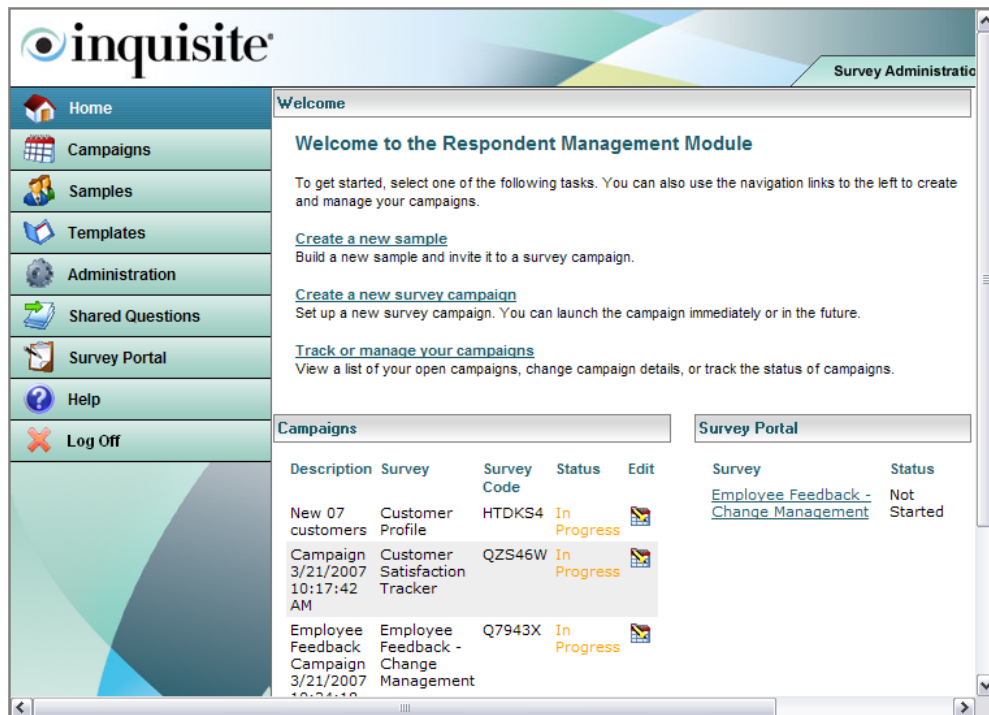 inquisite®
Survey Administratio
Home
Campaigns
Samples
Templates
Administration
Shared Questions
Survey Portal
Help
Log Off
Welcome
Welcome to the Respondent Management Module
To get started, select one of the following tasks. You can also use the navigation links to the left to create
and manage your campaigns.
Create a new sample
Build a new sample and invite it to a survey campaign.
Create a new survey campaign
Set up a new survey campaign. You can launch the campaign immediately or in the future.
Track or manage your campaigns
View a list of your open campaigns, change campaign details, or track the status of campaigns.
Campaigns
Description Survey Survey Code Status Edit
New 07 customers Customer Profile HTDKS4 In Progress
Campaign 3/21/2007 10:17:42 AM Customer Satisfaction Tracker QZS46W In Progress
Employee Feedback Campaign 3/21/2007 Employee Feedback - Change Management Q7943X In Progress
Survey Portal
Survey Status
Employee Feedback - Change Management Not Started